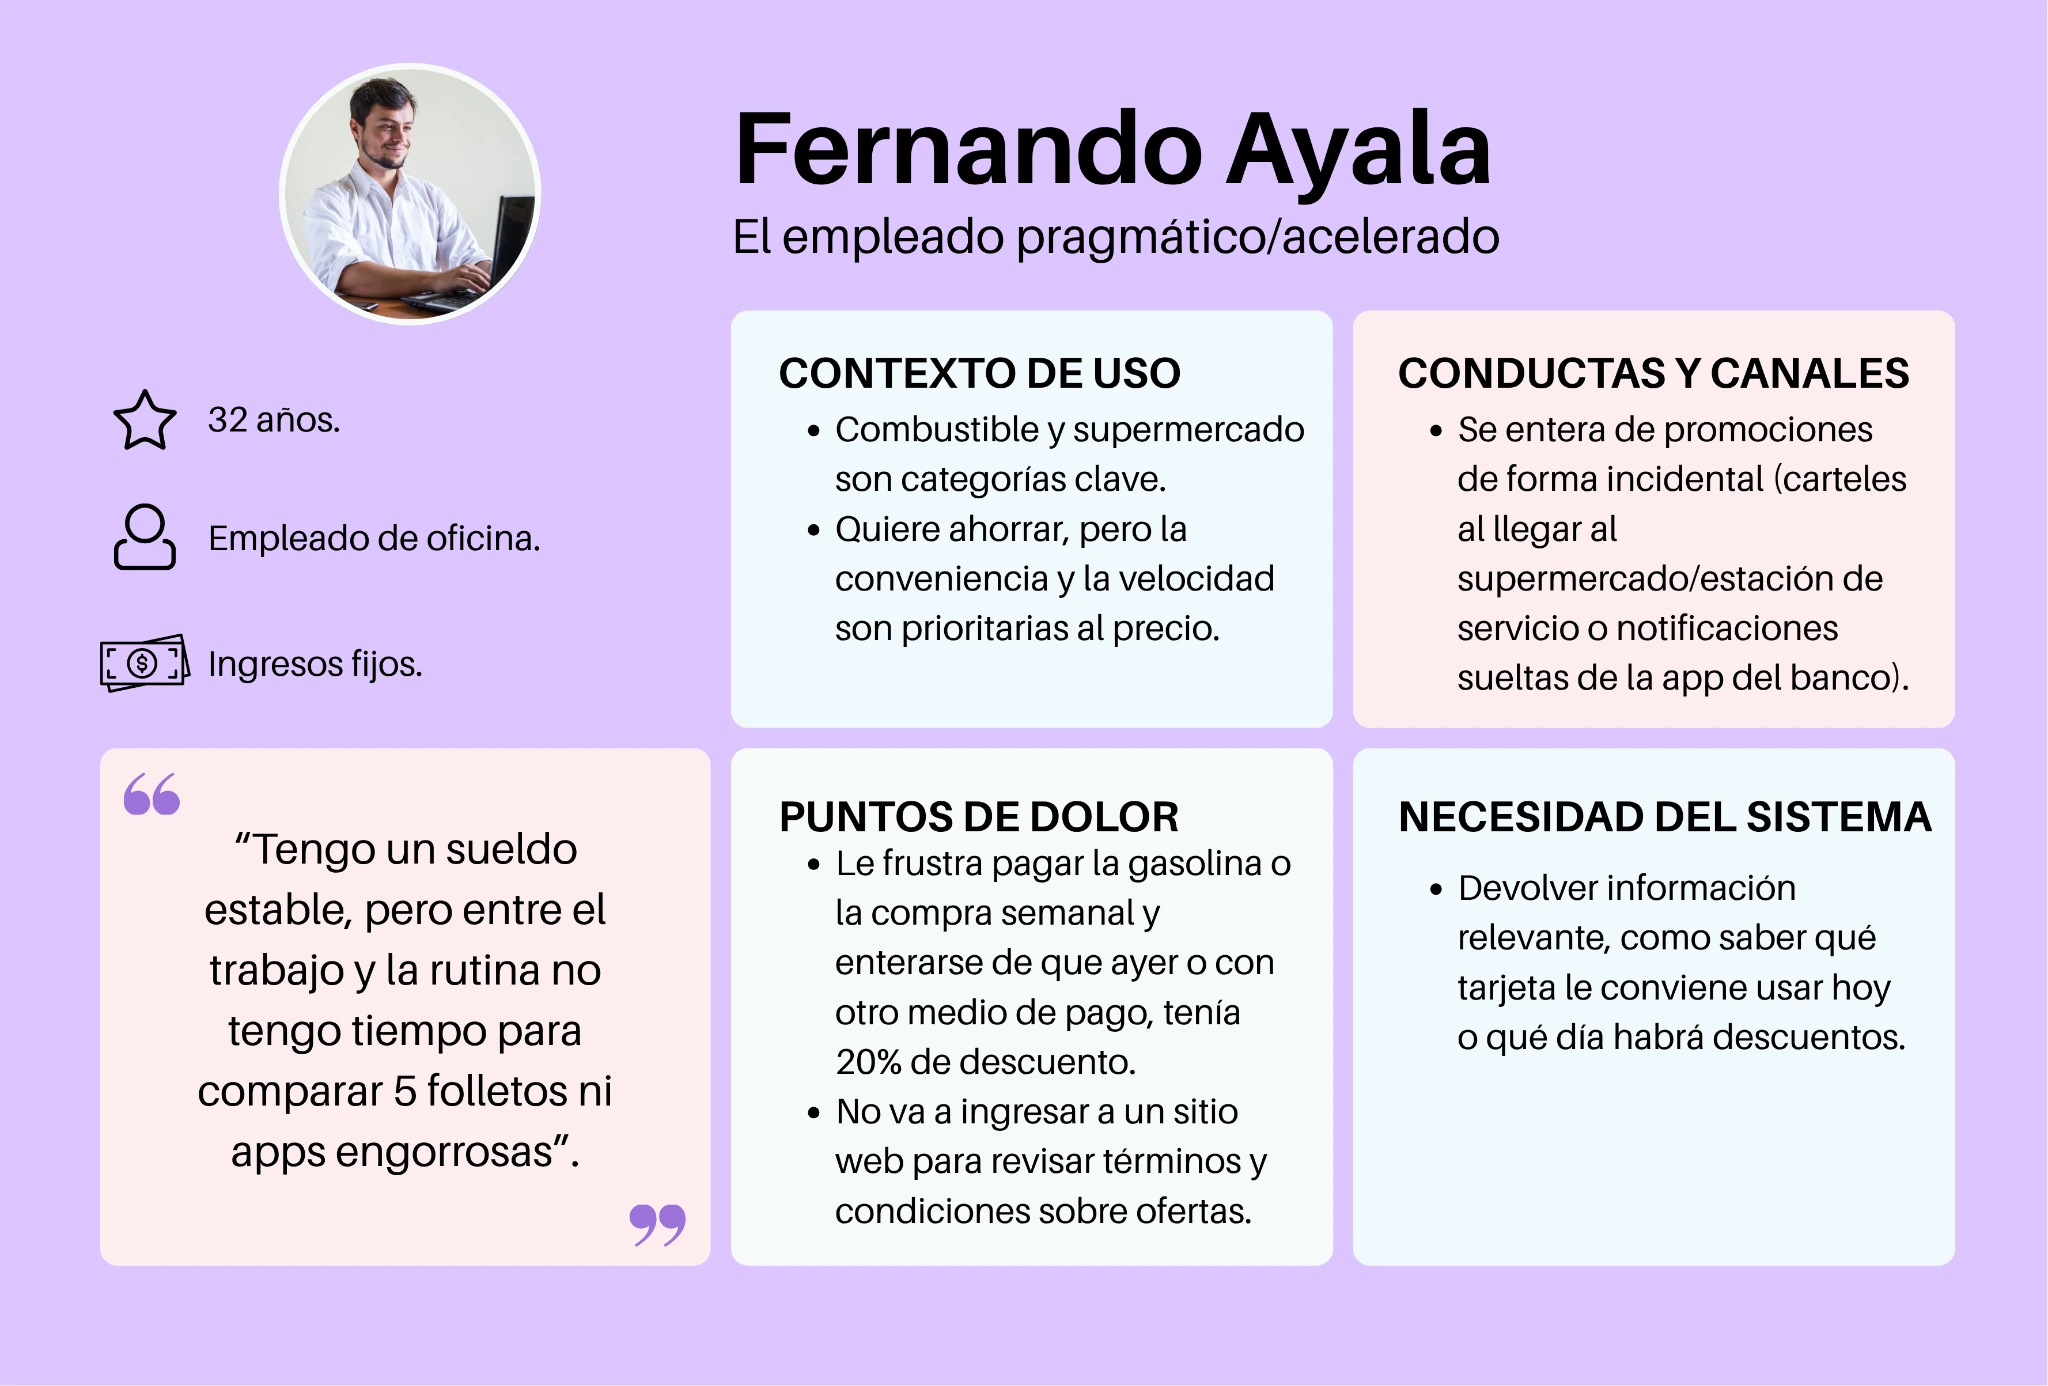 Fernando Ayala
El empleado pragmático/acelerado
32 años.
Empleado de oficina.
$
Ingresos fijos.
CONTEXTO DE USO
• Combustible y supermercado
son categorías clave.
• Quiere ahorrar, pero la
conveniencia y la velocidad
son prioritarias al precio.
CONDUCTAS Y CANALES
• Se entera de promociones
de forma incidental (carteles
al llegar al
supermercado/estación de
servicio o notificaciones
sueltas de la app del banco).
“
“Tengo un sueldo
estable, pero entre el
trabajo y la rutina no
tengo tiempo para
comparar 5 folletos ni
apps engorrosas”.
”
PUNTOS DE DOLOR
• Le frustra pagar la gasolina o
la compra semanal y
enterarse de que ayer o con
otro medio de pago, tenía
20% de descuento.
• No va a ingresar a un sitio
web para revisar términos y
condiciones sobre ofertas.
NECESIDAD DEL SISTEMA
• Devolver información
relevante, como saber qué
tarjeta le conviene usar hoy
o qué día habrá descuentos.